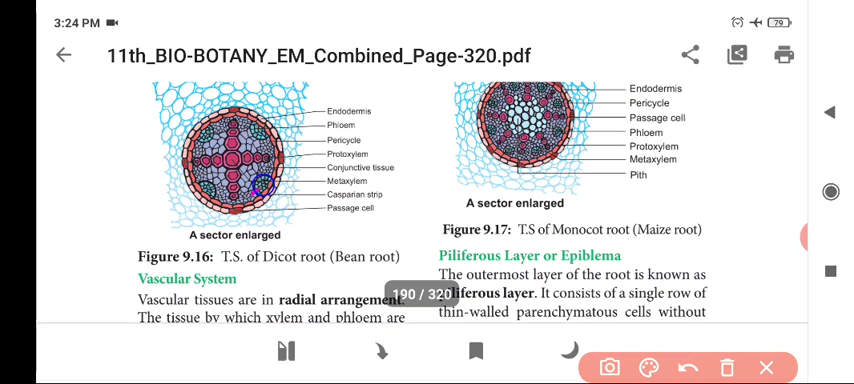 3:24 PM
79
11th_BIO-BOTANY_EM_Combined_Page-320.pdf
Endodermis
Phloem
Pericycle
Protoxylem
Conjunctive tissue
Metaxylem
Casparian strip
Passage cell
A sector enlarged
Figure 9.16: T.S. of Dicot root (Bean root)
Vascular System
Vascular tissues are in radial arrangement.
The tissue by which xylem and phloem are
Endodermis
Pericycle
Passage cell
Phloem
Protoxylem
Metaxylem
Pith
A sector enlarged
Figure 9.17: T.S of Monocot root (Maize root)
Piliferous Layer or Epiblema
The outermost layer of the root is known as
piliferous layer. It consists of a single row of
thin-walled parenchymatous cells without
190 / 320